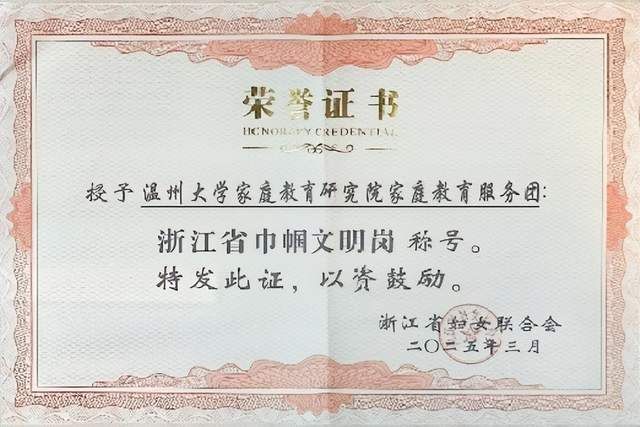 荣誉证书
HONORARY CREDENTIAL
授予 温州大学家庭教育研究院家庭教育服务团:
浙江省巾帼文明岗 称号。
特发此证，以资鼓励。
浙江省妇女联合会
二〇二五年三月